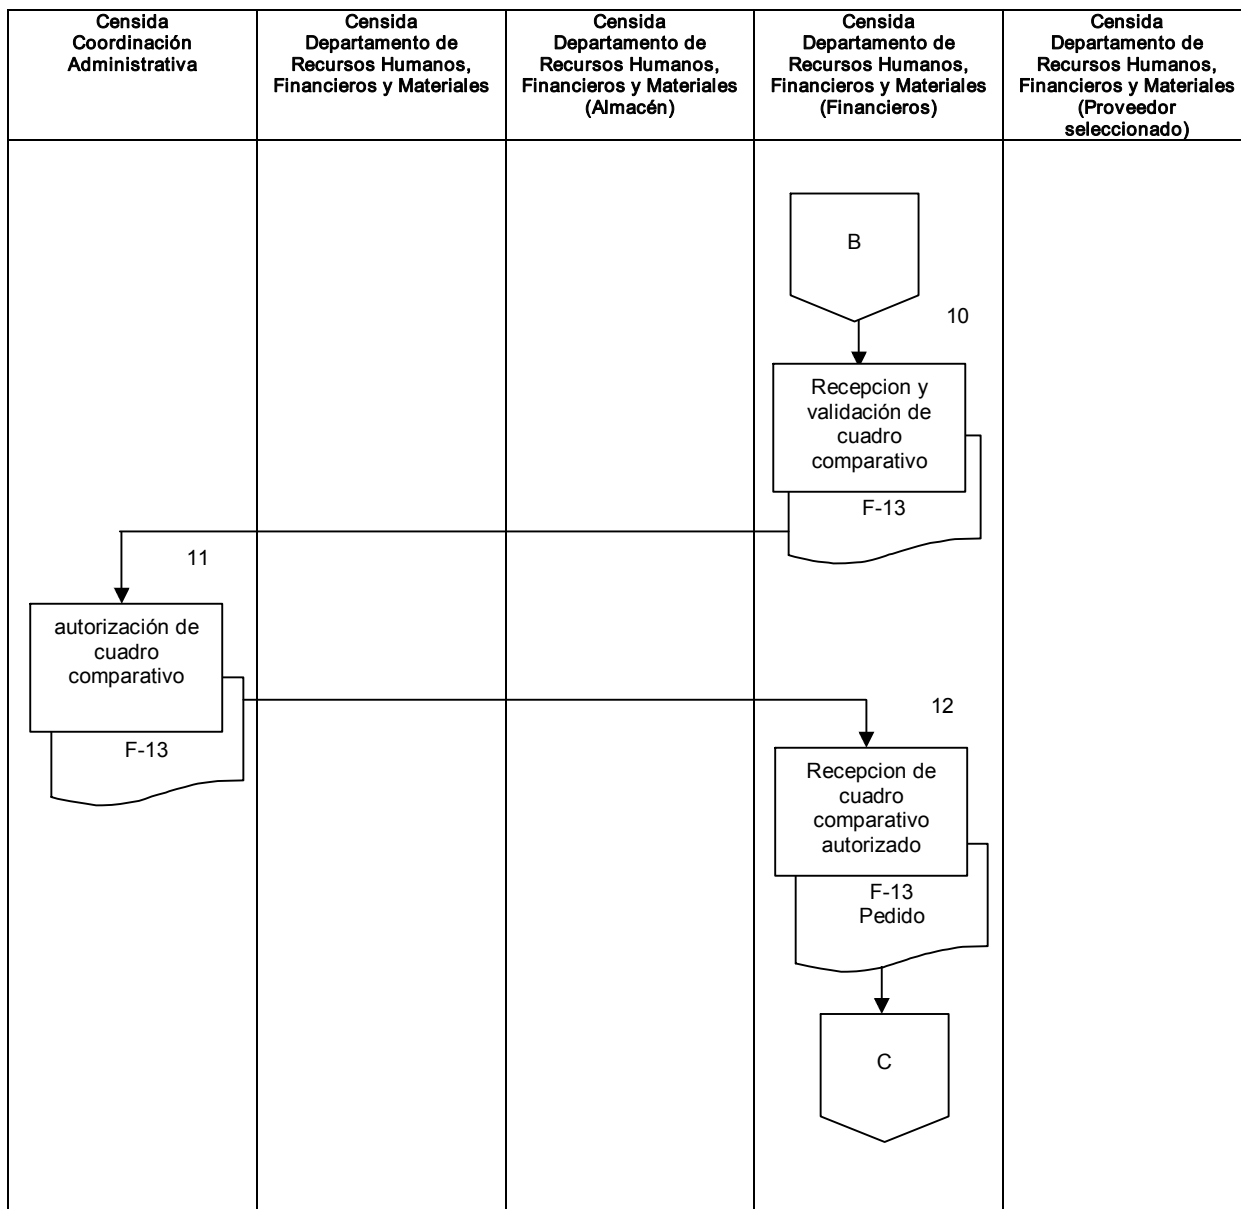 Censida
Coordinación
Administrativa
Censida
Departamento de
Recursos Humanos,
Financieros y Materiales
Censida
Departamento de
Recursos Humanos,
Financieros y Materiales
(Almacén)
Censida
Departamento de
Recursos Humanos,
Financieros y Materiales
(Financieros)
Censida
Departamento de
Recursos Humanos,
Financieros y Materiales
(Proveedor
seleccionado)
B
10
Recepcion y
validación de
cuadro
comparativo
F-13
11
autorización de
cuadro
comparativo
F-13
12
Recepcion de
cuadro
comparativo
autorizado
F-13
Pedido
C